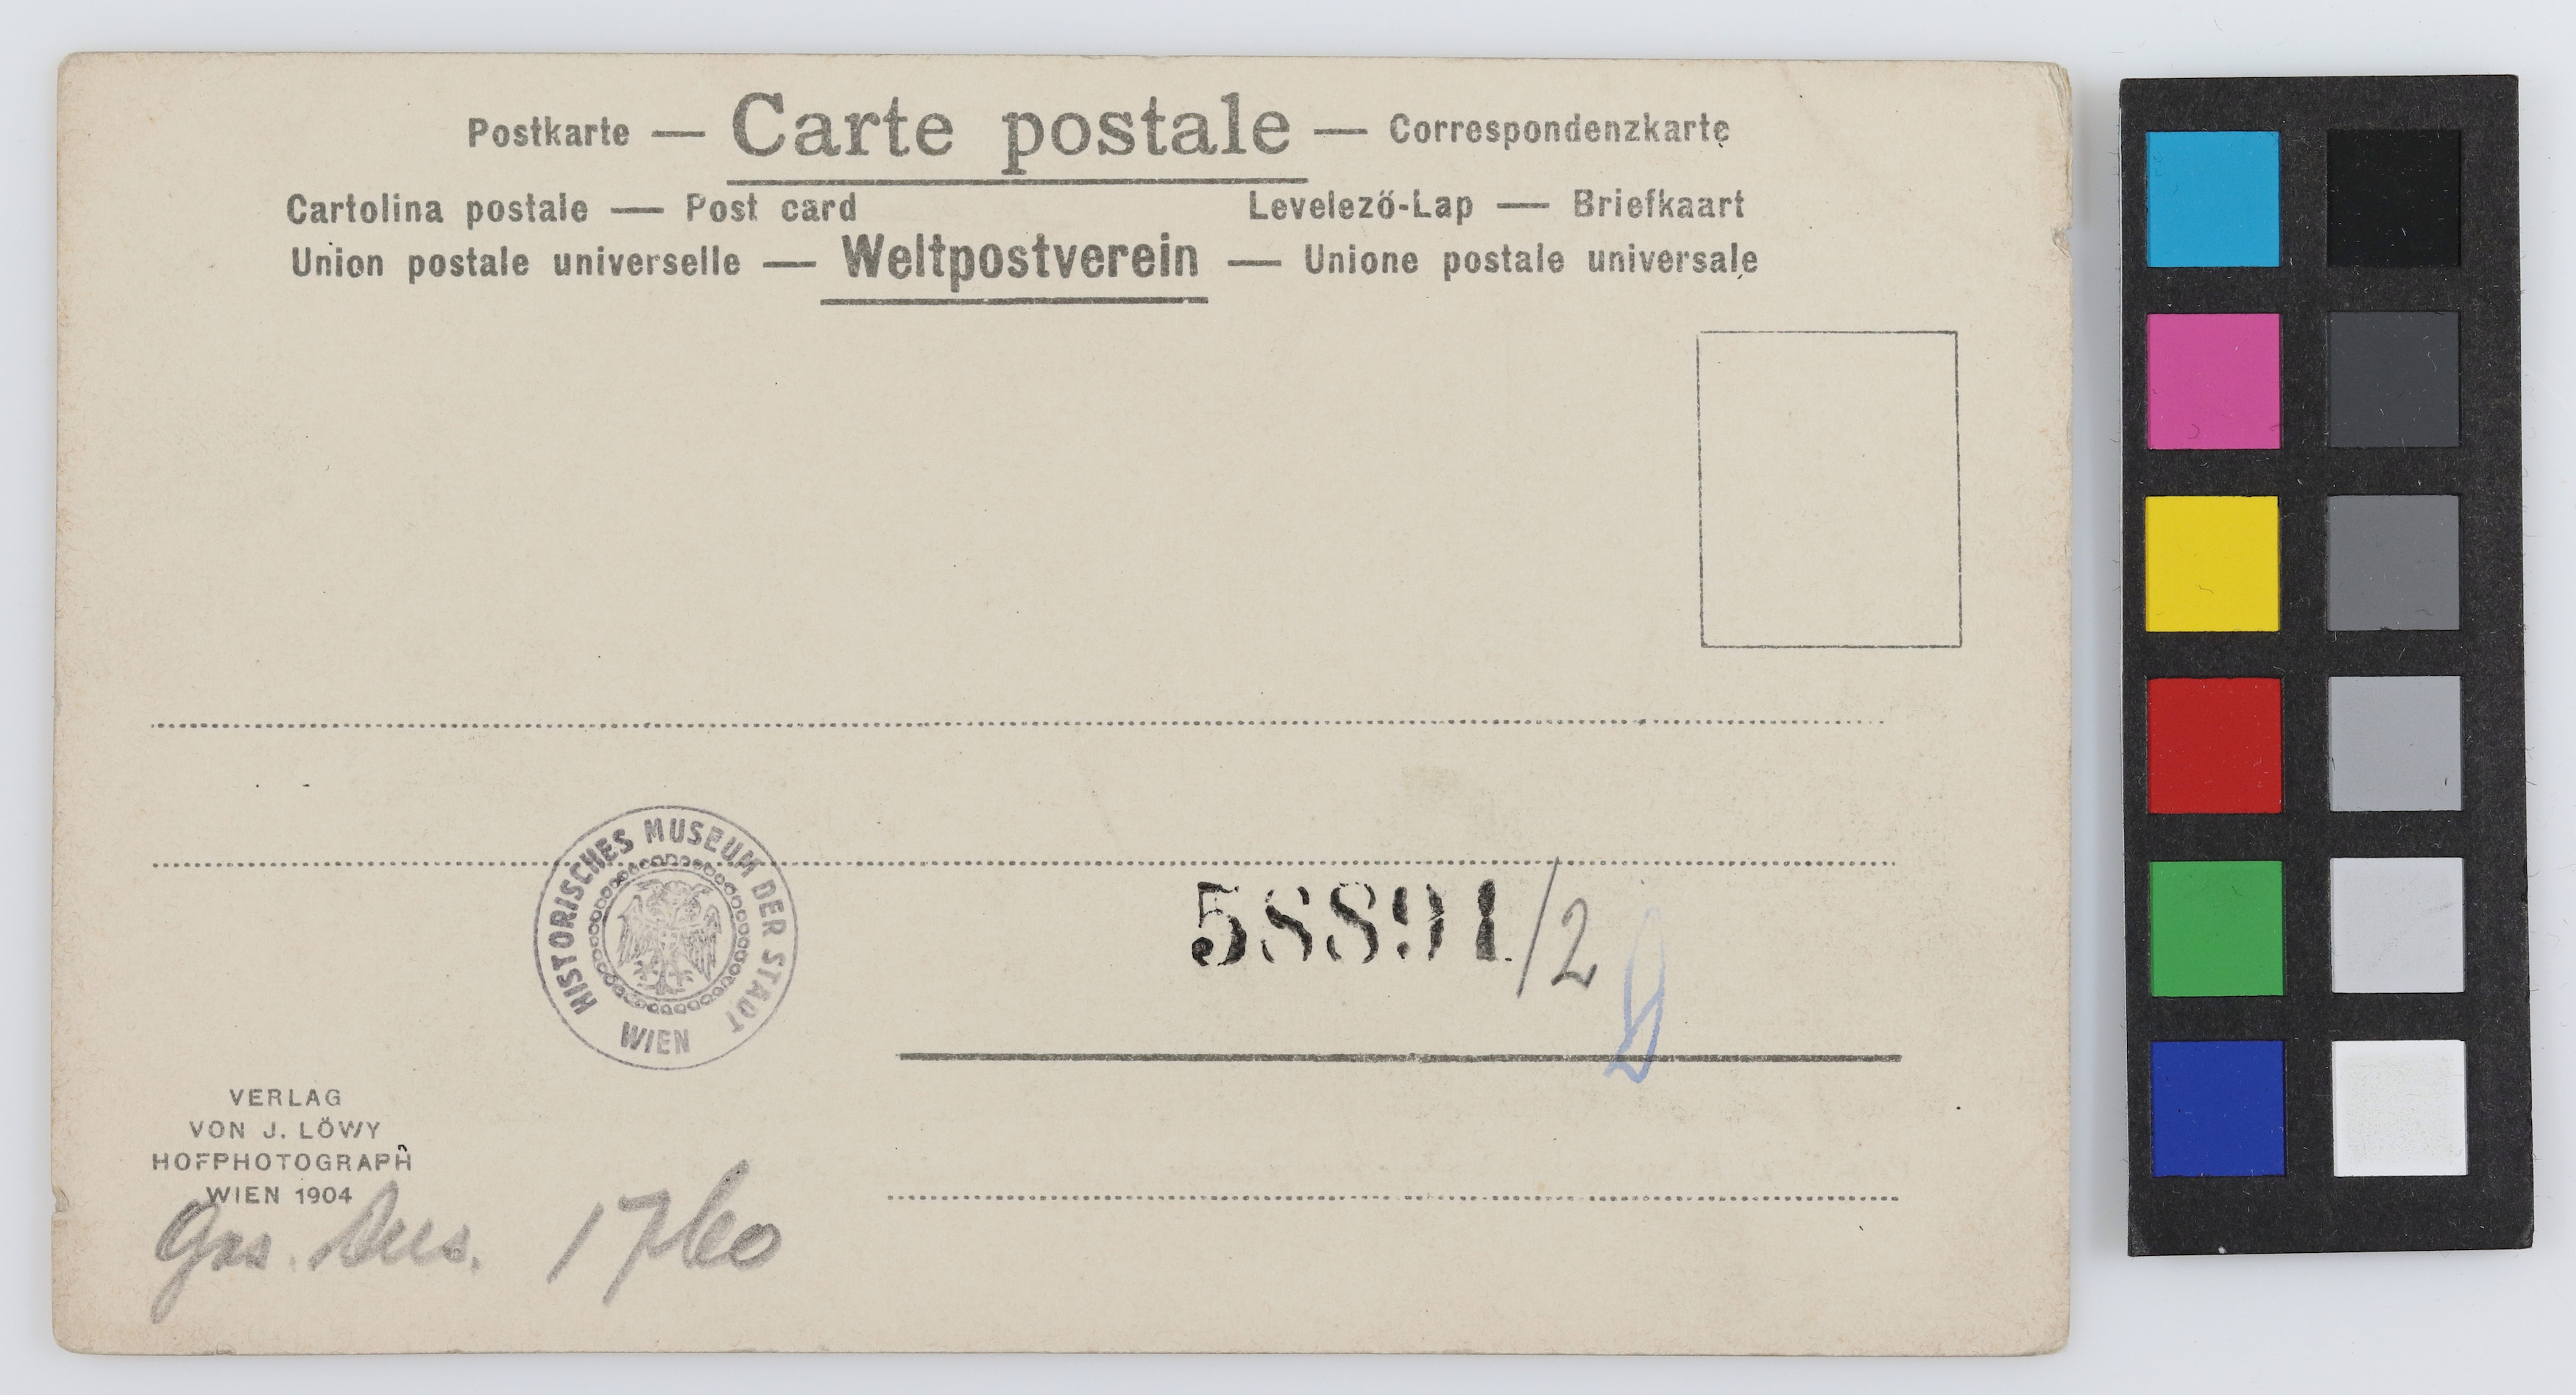 Postkarte — Carte postale — Correspondenzkarte
Cartolina postale — Post card Levelező-Lap — Briefkaart
Union postale universelle — Weltpostverein — Unione postale universale
HISTORISCHES MUSEUM DER STADT
WIEN
58891/2
VERLAG
VON J. LÖWY
HOFPHOTOGRAPH
WIEN 1904